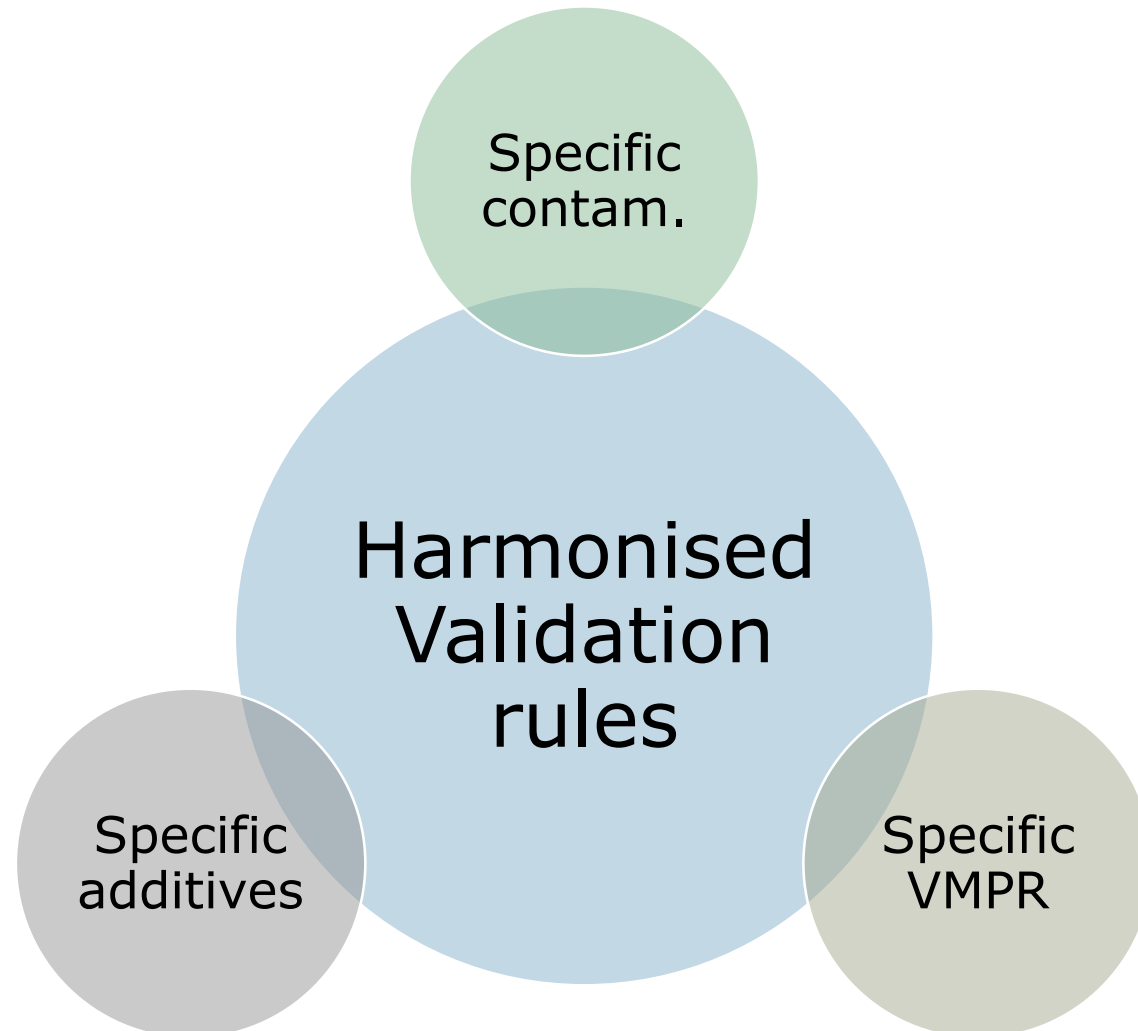 Specific
contam.
Harmonised
Validation
rules
Specific
additives
Specific
VMPR